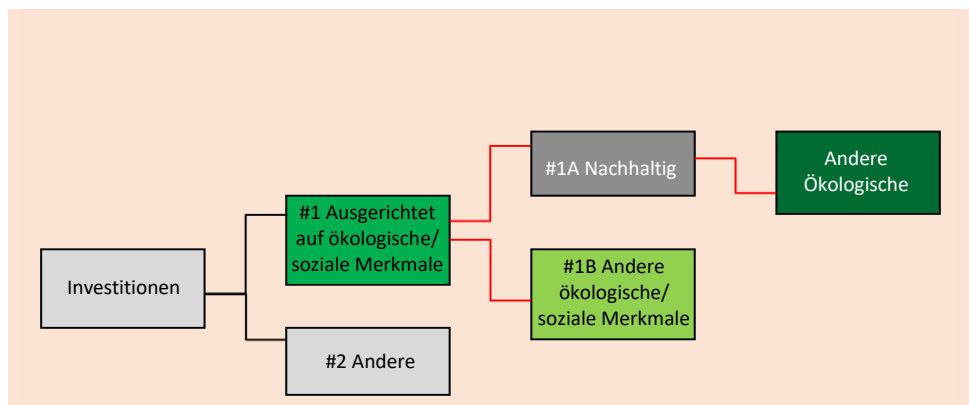 Investitionen
#1 Ausgerichtet
auf ökologische/
soziale Merkmale
#2 Andere
#1A Nachhaltig
#1B Andere
ökologische/
soziale Merkmale
Andere
Ökologische